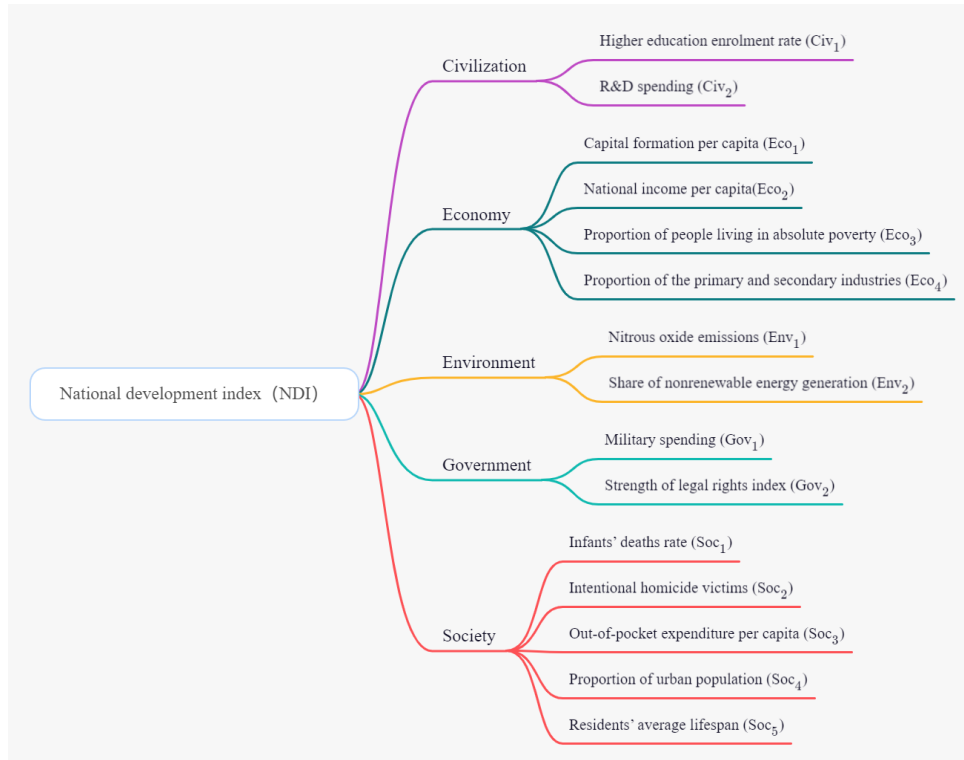 National development index（NDI）
Civilization
Higher education enrolment rate (Civ₁)
R&D spending (Civ₂)
Economy
Capital formation per capita (Eco₁)
National income per capita(Eco₂)
Proportion of people living in absolute poverty (Eco₃)
Proportion of the primary and secondary industries (Eco₄)
Environment
Nitrous oxide emissions (Env₁)
Share of nonrenewable energy generation (Env₂)
Government
Military spending (Gov₁)
Strength of legal rights index (Gov₂)
Society
Infants’ deaths rate (Soc₁)
Intentional homicide victims (Soc₂)
Out-of-pocket expenditure per capita (Soc₃)
Proportion of urban population (Soc₄)
Residents’ average lifespan (Soc₅)